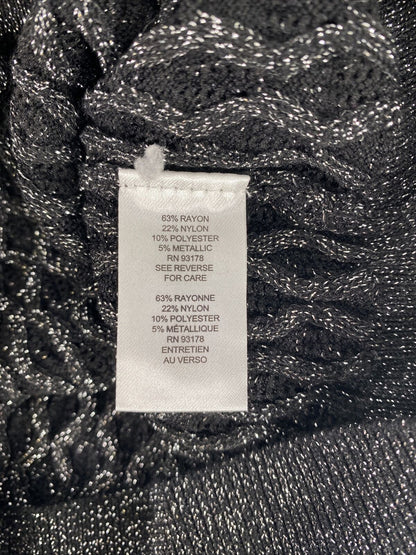 63% RAYON
22% NYLON
10% POLYESTER
5% METALLIC
RN 93178
SEE REVERSE
FOR CARE
63% RAYONNE
22% NYLON
10% POLYESTER
5% MÉTALLIQUE
RN 93178
ENTRETIEN
AU VERSO